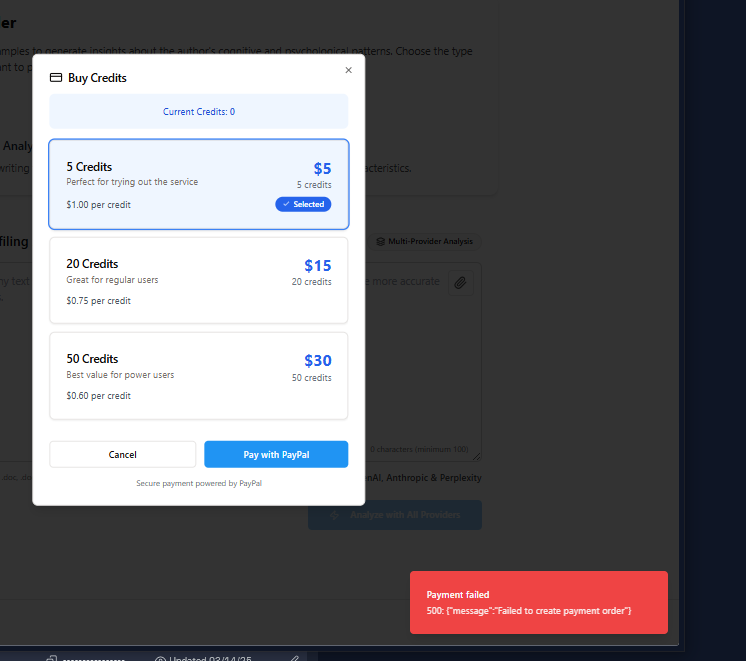 er
amples to generate insights about the author's cognitive and psychological patterns. Choose the type
ant to p
Buy Credits
×
Current Credits: 0
Analy
writing
acteristics.
5 Credits
$5
Perfect for trying out the service
5 credits
$1.00 per credit
✓ Selected
filing
Multi-Provider Analysis
20 Credits
$15
Great for regular users
20 credits
$0.75 per credit
ny text
e more accurate
50 Credits
$30
Best value for power users
50 credits
$0.60 per credit
0 characters (minimum 100)
Cancel
Pay with PayPal
.doc, .do
nAI, Anthropic & Perplexity
Secure payment powered by PayPal
Analyze with All Providers
Payment failed
500: {"message":"Failed to create payment order"}
Updated 03/14/25